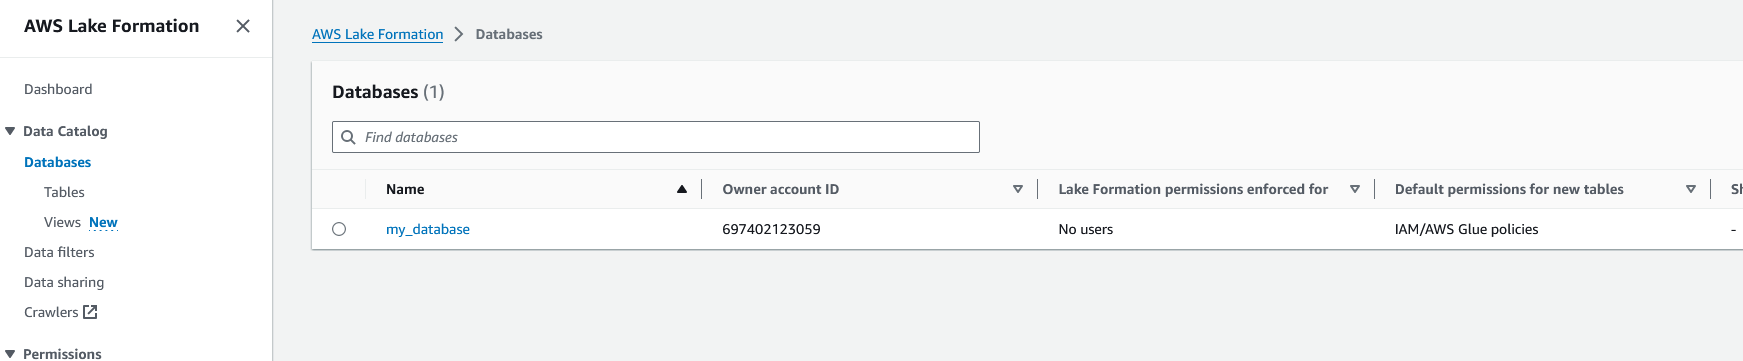 AWS Lake Formation
Dashboard
Data Catalog
Databases
Tables
Views New
Data filters
Data sharing
Crawlers
Permissions
AWS Lake Formation > Databases
Databases (1)
Find databases
Name Owner account ID Lake Formation permissions enforced for Default permissions for new tables
my_database 697402123059 No users IAM/AWS Glue policies -